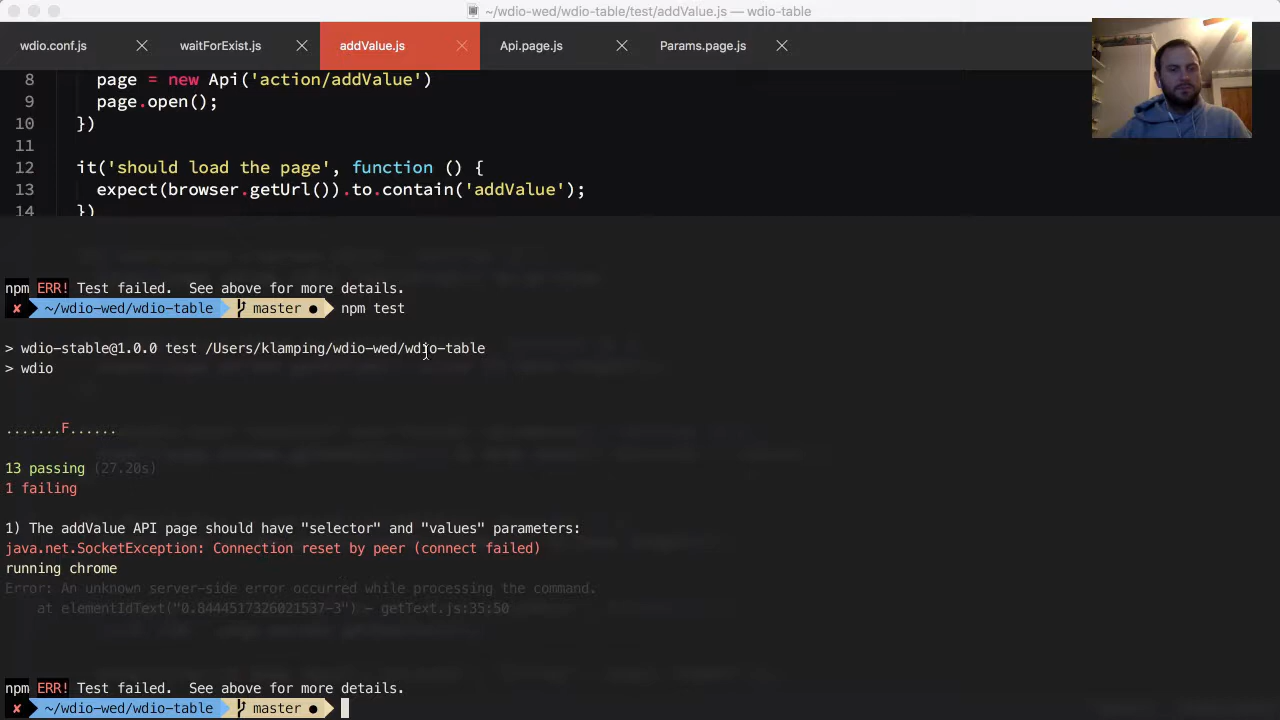 ~/wdio-wed/wdio-table/test/addValue.js — wdio-table
wdio.conf.js waitForExist.js addValue.js Api.page.js Params.page.js
8 page = new Api('action/addValue')
9 page.open();
10 })
11
12 it('should load the page', function () {
13 expect(browser.getUrl()).to.contain('addValue');
14 })
npm ERR! Test failed. See above for more details.
✘ ~/wdio-wed/wdio-table master ● npm test
> wdio-stable@1.0.0 test /Users/klamping/wdio-wed/wdio-table
> wdio
.......F......
13 passing (27.20s)
1 failing
1) The addValue API page should have "selector" and "values" parameters:
java.net.SocketException: Connection reset by peer (connect failed)
running chrome
Error: An unknown server-side error occurred while processing the command.
at elementIdText("0.8444517326021537-3") - getText.js:35:50
npm ERR! Test failed. See above for more details.
✘ ~/wdio-wed/wdio-table master ●